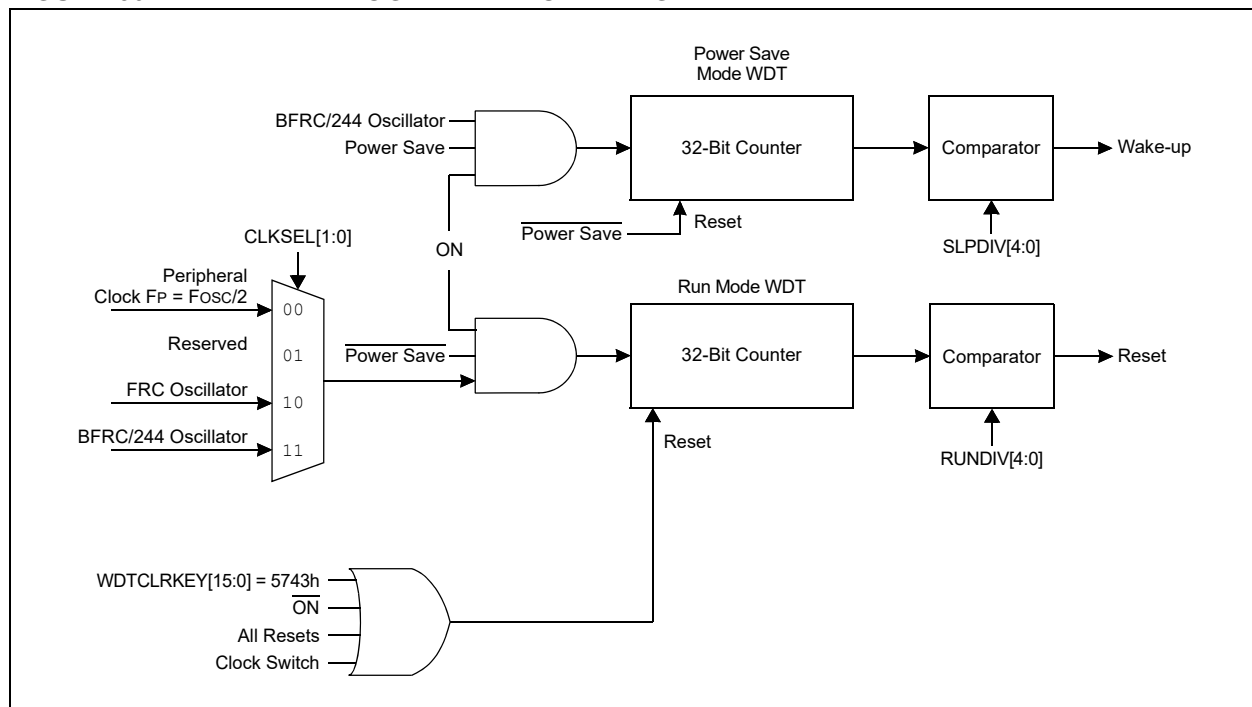 Power Save
Mode WDT
BFRC/244 Oscillator
Power Save
32-Bit Counter
Comparator
Wake-up
Power Save
Reset
SLPDIV[4:0]
ON
CLKSEL[1:0]
Peripheral
Clock FP = FOSC/2
00
Reserved
01
FRC Oscillator
10
BFRC/244 Oscillator
11
Run Mode WDT
Power Save
32-Bit Counter
Comparator
Reset
Reset
RUNDIV[4:0]
WDTCLRKEY[15:0] = 5743h
ON
All Resets
Clock Switch